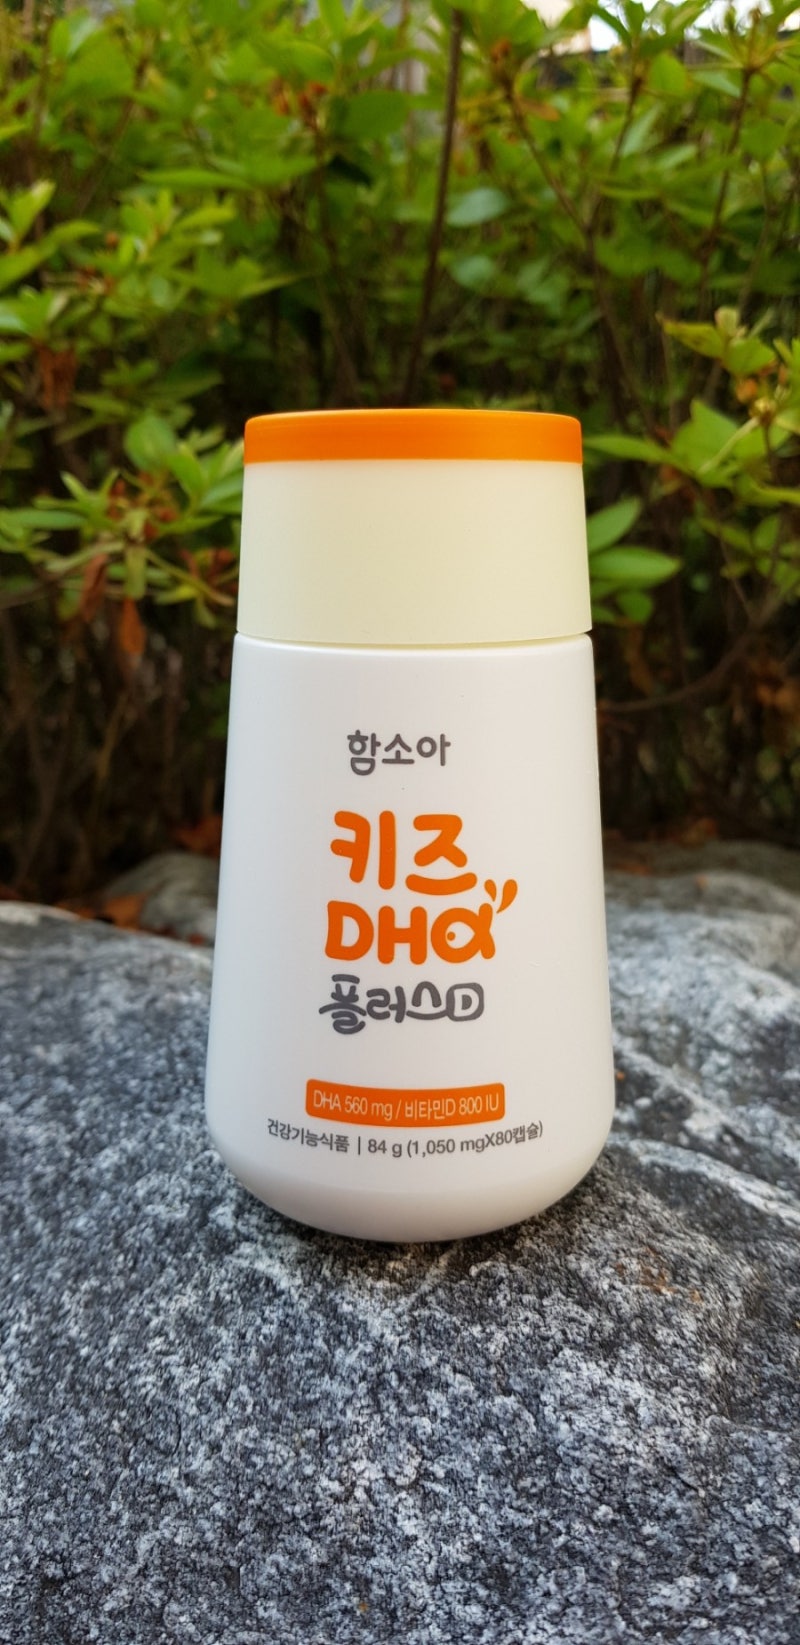 함소아
키즈
DHA
플러스D
DHA 560 mg / 비타민D 800 IU
건강기능식품 | 84 g (1,050 mgX80캡슐)